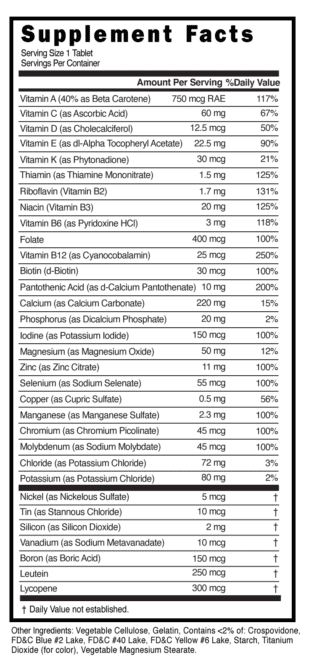 Supplement Facts
Serving Size 1 Tablet
Servings Per Container
Amount Per Serving %Daily Value
Vitamin A (40% as Beta Carotene) 750 mcg RAE 117%
Vitamin C (as Ascorbic Acid) 60 mg 67%
Vitamin D (as Cholecalciferol) 12.5 mcg 50%
Vitamin E (as dl-Alpha Tocopheryl Acetate) 22.5 mg 90%
Vitamin K (as Phytonadione) 30 mcg 21%
Thiamin (as Thiamine Mononitrate) 1.5 mg 125%
Riboflavin (Vitamin B2) 1.7 mg 131%
Niacin (Vitamin B3) 20 mg 125%
Vitamin B6 (as Pyridoxine HCl) 3 mg 118%
Folate 400 mcg 100%
Vitamin B12 (as Cyanocobalamin) 25 mcg 250%
Biotin (d-Biotin) 30 mcg 100%
Pantothenic Acid (as d-Calcium Pantothenate) 10 mg 200%
Calcium (as Calcium Carbonate) 220 mg 15%
Phosphorus (as Dicalcium Phosphate) 20 mg 2%
Iodine (as Potassium Iodide) 150 mcg 100%
Magnesium (as Magnesium Oxide) 50 mg 12%
Zinc (as Zinc Citrate) 11 mg 100%
Selenium (as Sodium Selenate) 55 mcg 100%
Copper (as Cupric Sulfate) 0.5 mg 56%
Manganese (as Manganese Sulfate) 2.3 mg 100%
Chromium (as Chromium Picolinate) 45 mcg 100%
Molybdenum (as Sodium Molybdate) 45 mcg 100%
Chloride (as Potassium Chloride) 72 mg 3%
Potassium (as Potassium Chloride) 80 mg 2%
Nickel (as Nickelous Sulfate) 5 mcg †
Tin (as Stannous Chloride) 10 mcg †
Silicon (as Silicon Dioxide) 2 mg †
Vanadium (as Sodium Metavanadate) 10 mcg †
Boron (as Boric Acid) 150 mcg †
Leutein 250 mcg †
Lycopene 300 mcg †
† Daily Value not established.
Other Ingredients: Vegetable Cellulose, Gelatin, Contains <2% of: Crospovidone,
FD&C Blue #2 Lake, FD&C #40 Lake, FD&C Yellow #6 Lake, Starch, Titanium
Dioxide (for color), Vegetable Magnesium Stearate.